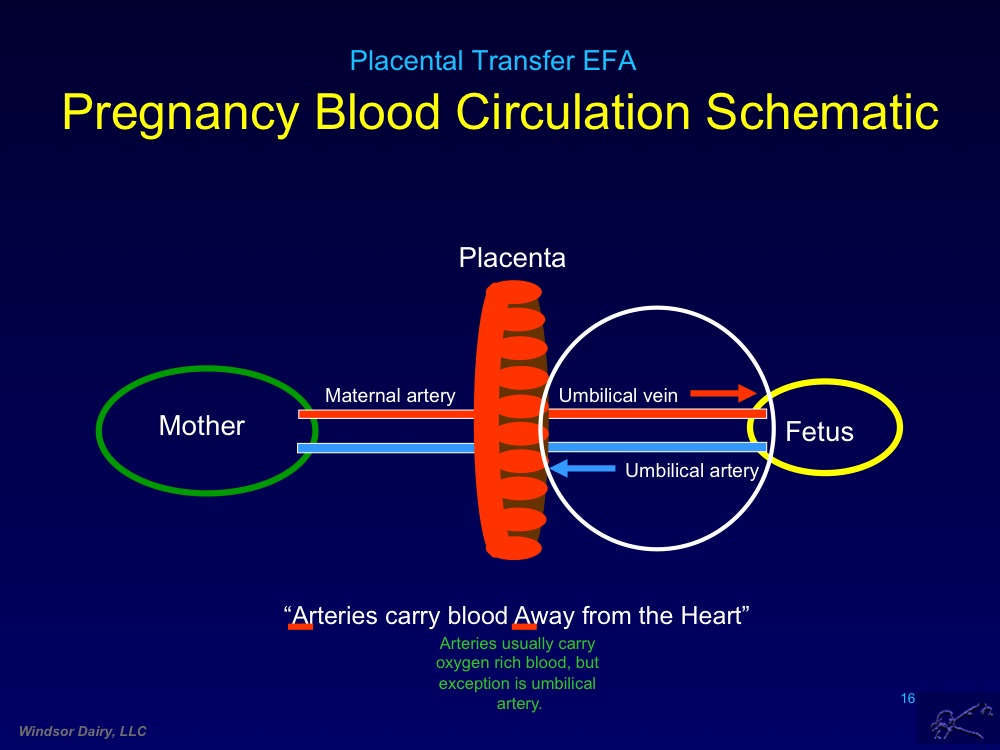 Placental Transfer EFA
Pregnancy Blood Circulation Schematic
Placenta
Maternal artery
Umbilical vein
Mother
Fetus
Umbilical artery
“Arteries carry blood Away from the Heart”
Arteries usually carry
oxygen rich blood, but
exception is umbilical
artery.
16
Windsor Dairy, LLC